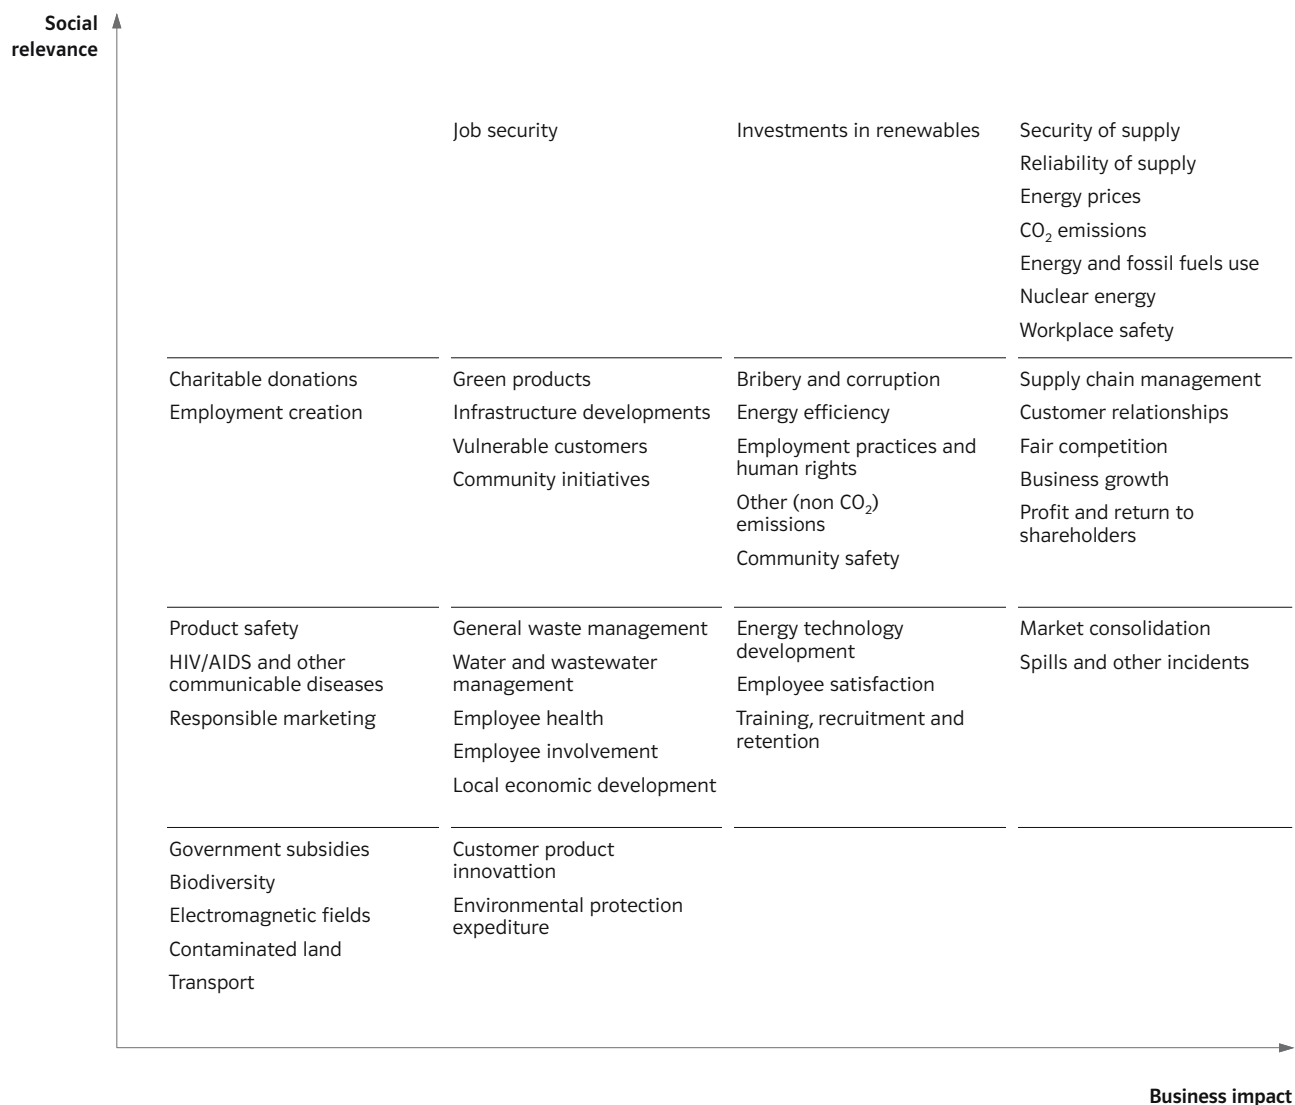 Social
relevance
Job security
Investments in renewables
Security of supply
Reliability of supply
Energy prices
CO₂ emissions
Energy and fossil fuels use
Nuclear energy
Workplace safety
Charitable donations
Employment creation
Green products
Infrastructure developments
Vulnerable customers
Community initiatives
Bribery and corruption
Energy efficiency
Employment practices and
human rights
Other (non CO₂)
emissions
Community safety
Supply chain management
Customer relationships
Fair competition
Business growth
Profit and return to
shareholders
Product safety
HIV/AIDS and other
communicable diseases
Responsible marketing
General waste management
Water and wastewater
management
Employee health
Employee involvement
Local economic development
Energy technology
development
Employee satisfaction
Training, recruitment and
retention
Market consolidation
Spills and other incidents
Government subsidies
Biodiversity
Electromagnetic fields
Contaminated land
Transport
Customer product
innovattion
Environmental protection
expediture
Business impact